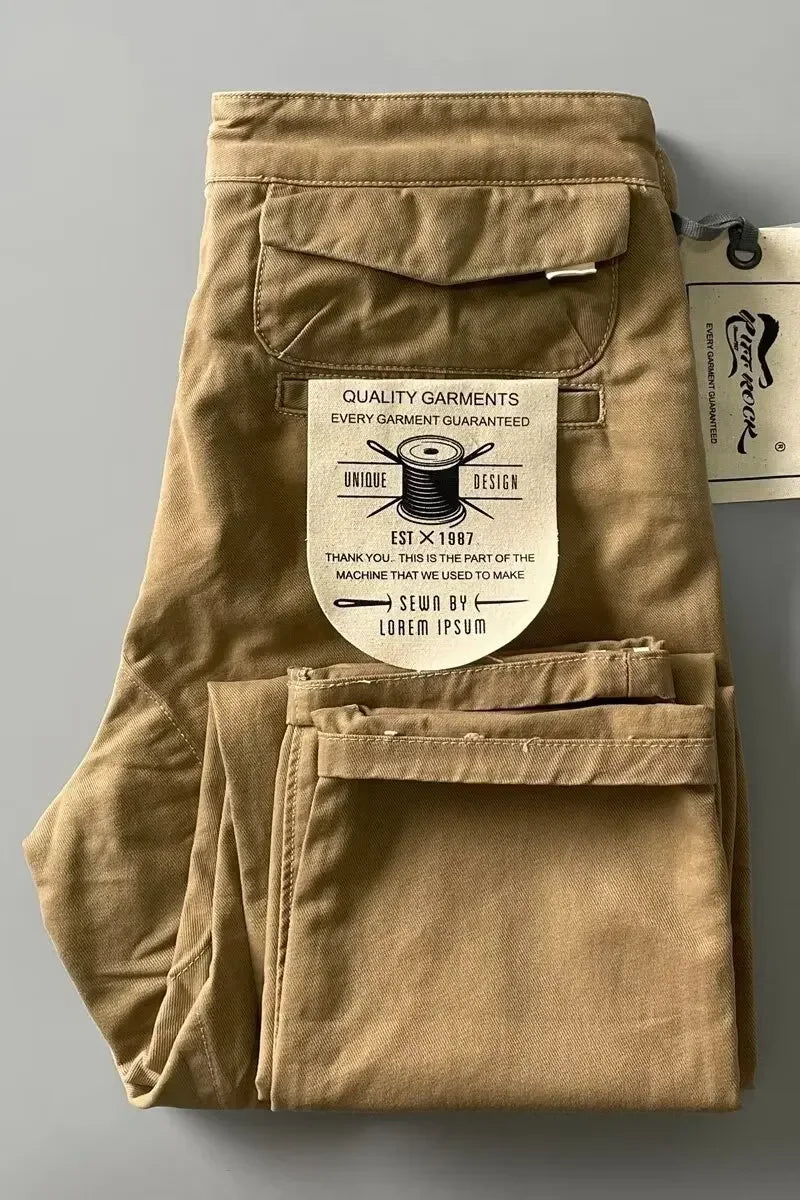 QUALITY GARMENTS
EVERY GARMENT GUARANTEED
UNIQUE DESIGN
EST X 1987
THANK YOU. THIS IS THE PART OF THE
MACHINE THAT WE USED TO MAKE
SEWN BY
LOREM IPSUM
EVERY GARMENT GUARANTEED
®